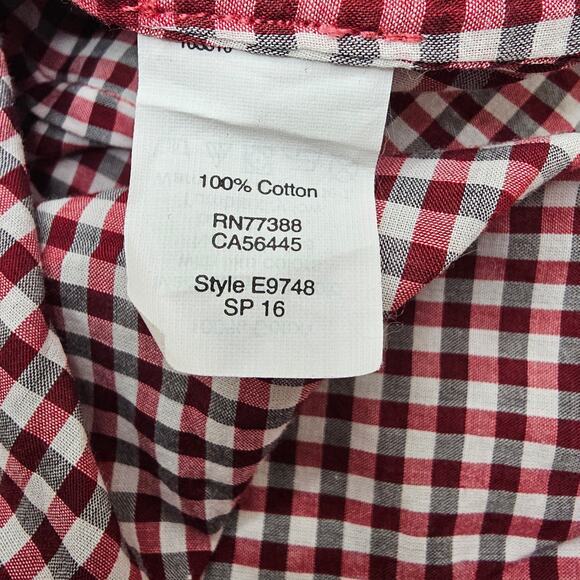 100% Cotton
RN77388
CA56445
Style E9748
SP 16